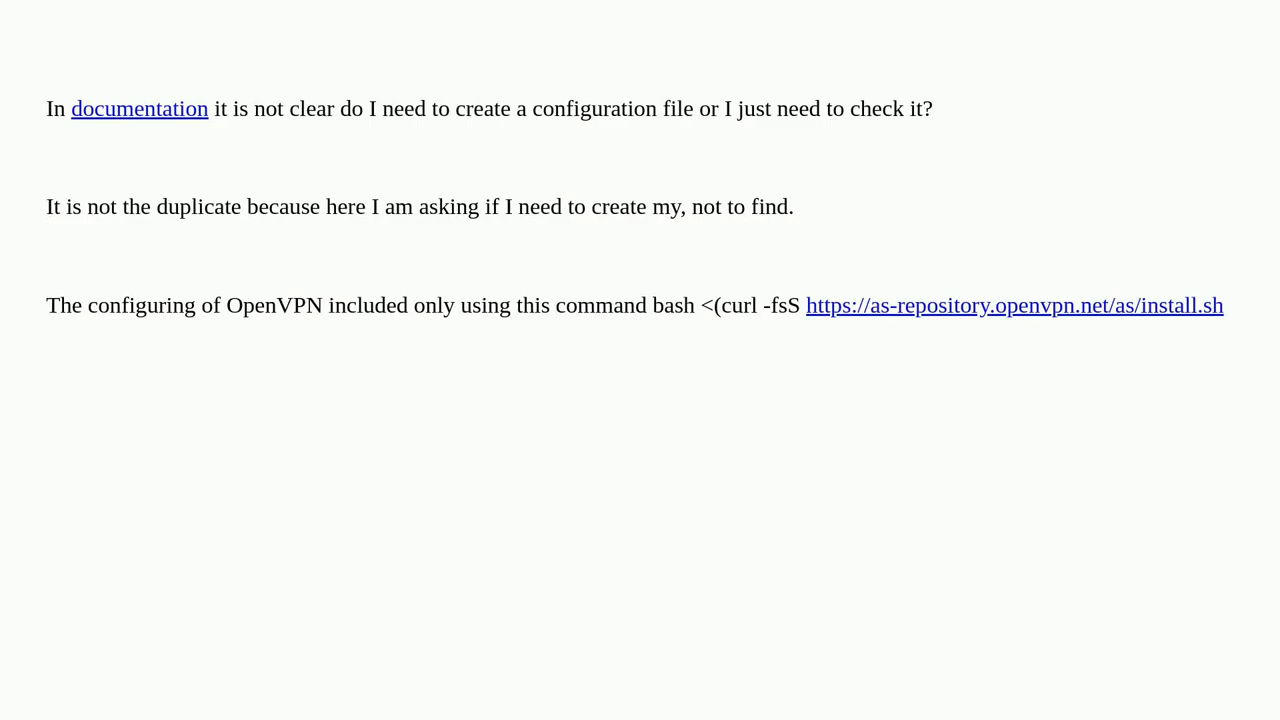 In documentation it is not clear do I need to create a configuration file or I just need to check it?
It is not the duplicate because here I am asking if I need to create my, not to find.
The configuring of OpenVPN included only using this command bash <(curl -fsS https://as-repository.openvpn.net/as/install.sh